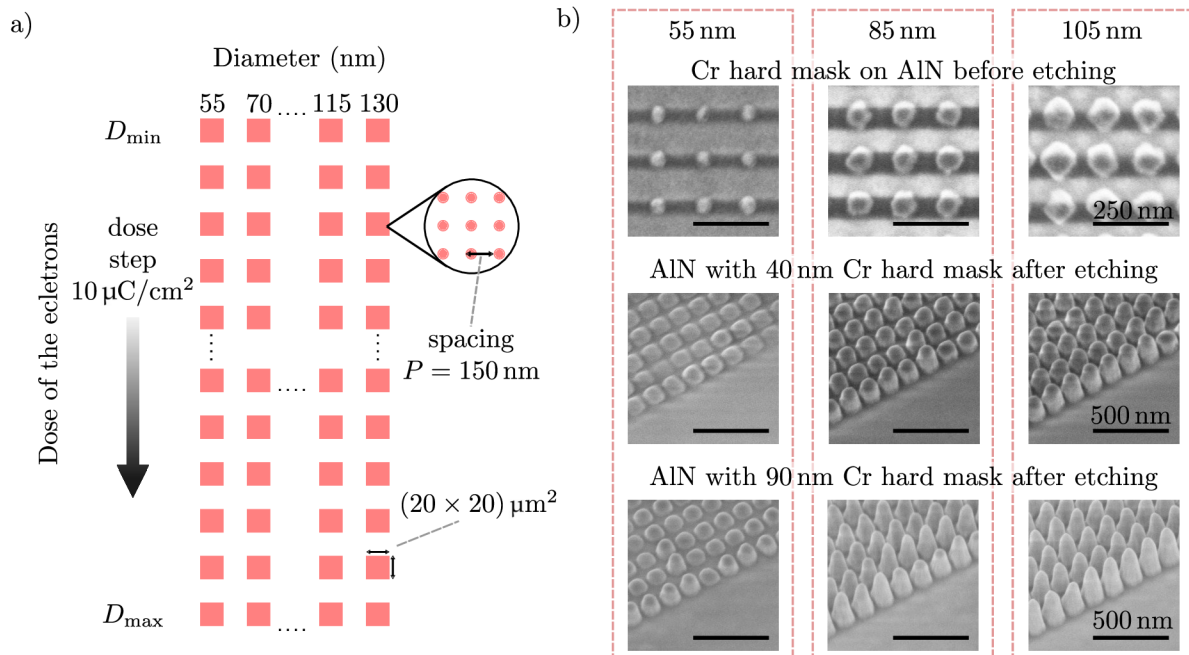 a)
Diameter (nm)
55 70 .... 115 130
D_min
dose
step
10 µC/cm²
Dose of the ecletrons
spacing
P = 150 nm
....
(20 × 20) µm²
D_max
....
b)
55 nm 85 nm 105 nm
Cr hard mask on AlN before etching
250 nm
AlN with 40 nm Cr hard mask after etching
500 nm
AlN with 90 nm Cr hard mask after etching
500 nm